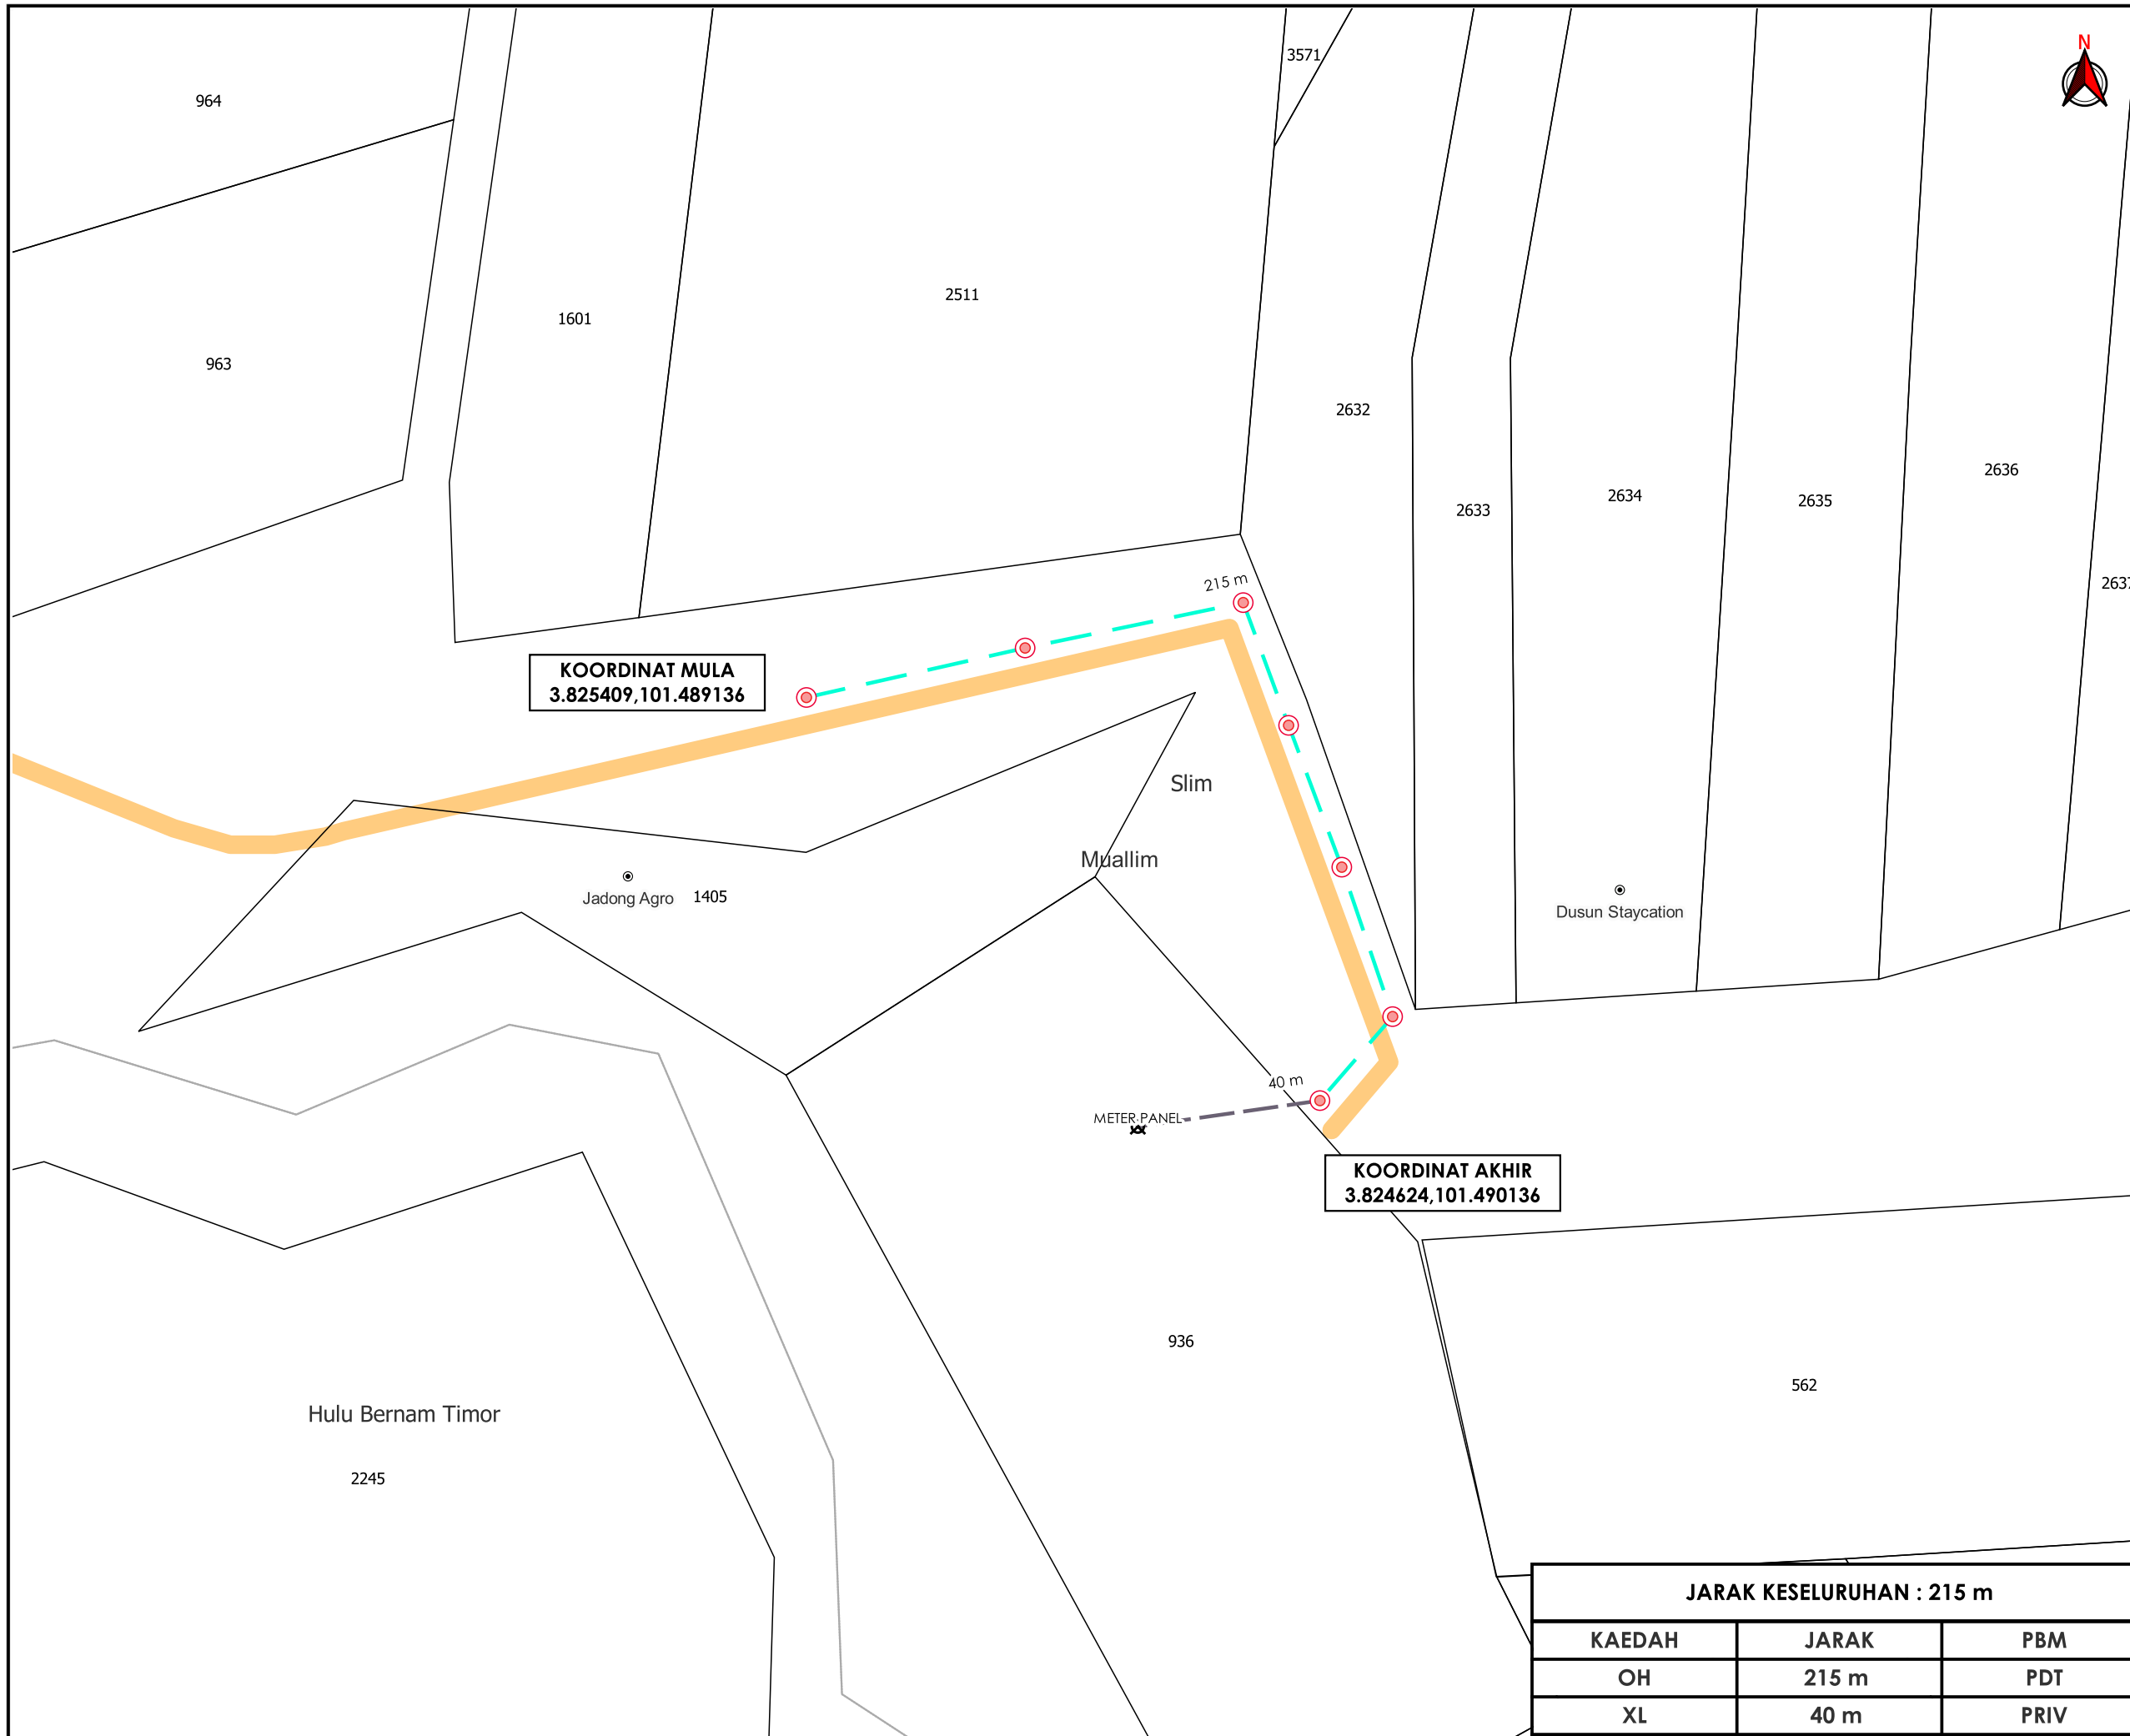 N
3571
964
2511
1601
963
2632
2636
2634
2635
2633
215 m
KOORDINAT MULA
3.825409,101.489136
Slim
Muallim
Jadong Agro
1405
Dusun Staycation
40 m
METER PANEL
KOORDINAT AKHIR
3.824624,101.490136
936
562
Hulu Bernam Timor
2245
JARAK KESELURUHAN : 215 m
KAEDAH JARAK PBM
OH 215 m PDT
XL 40 m PRIV